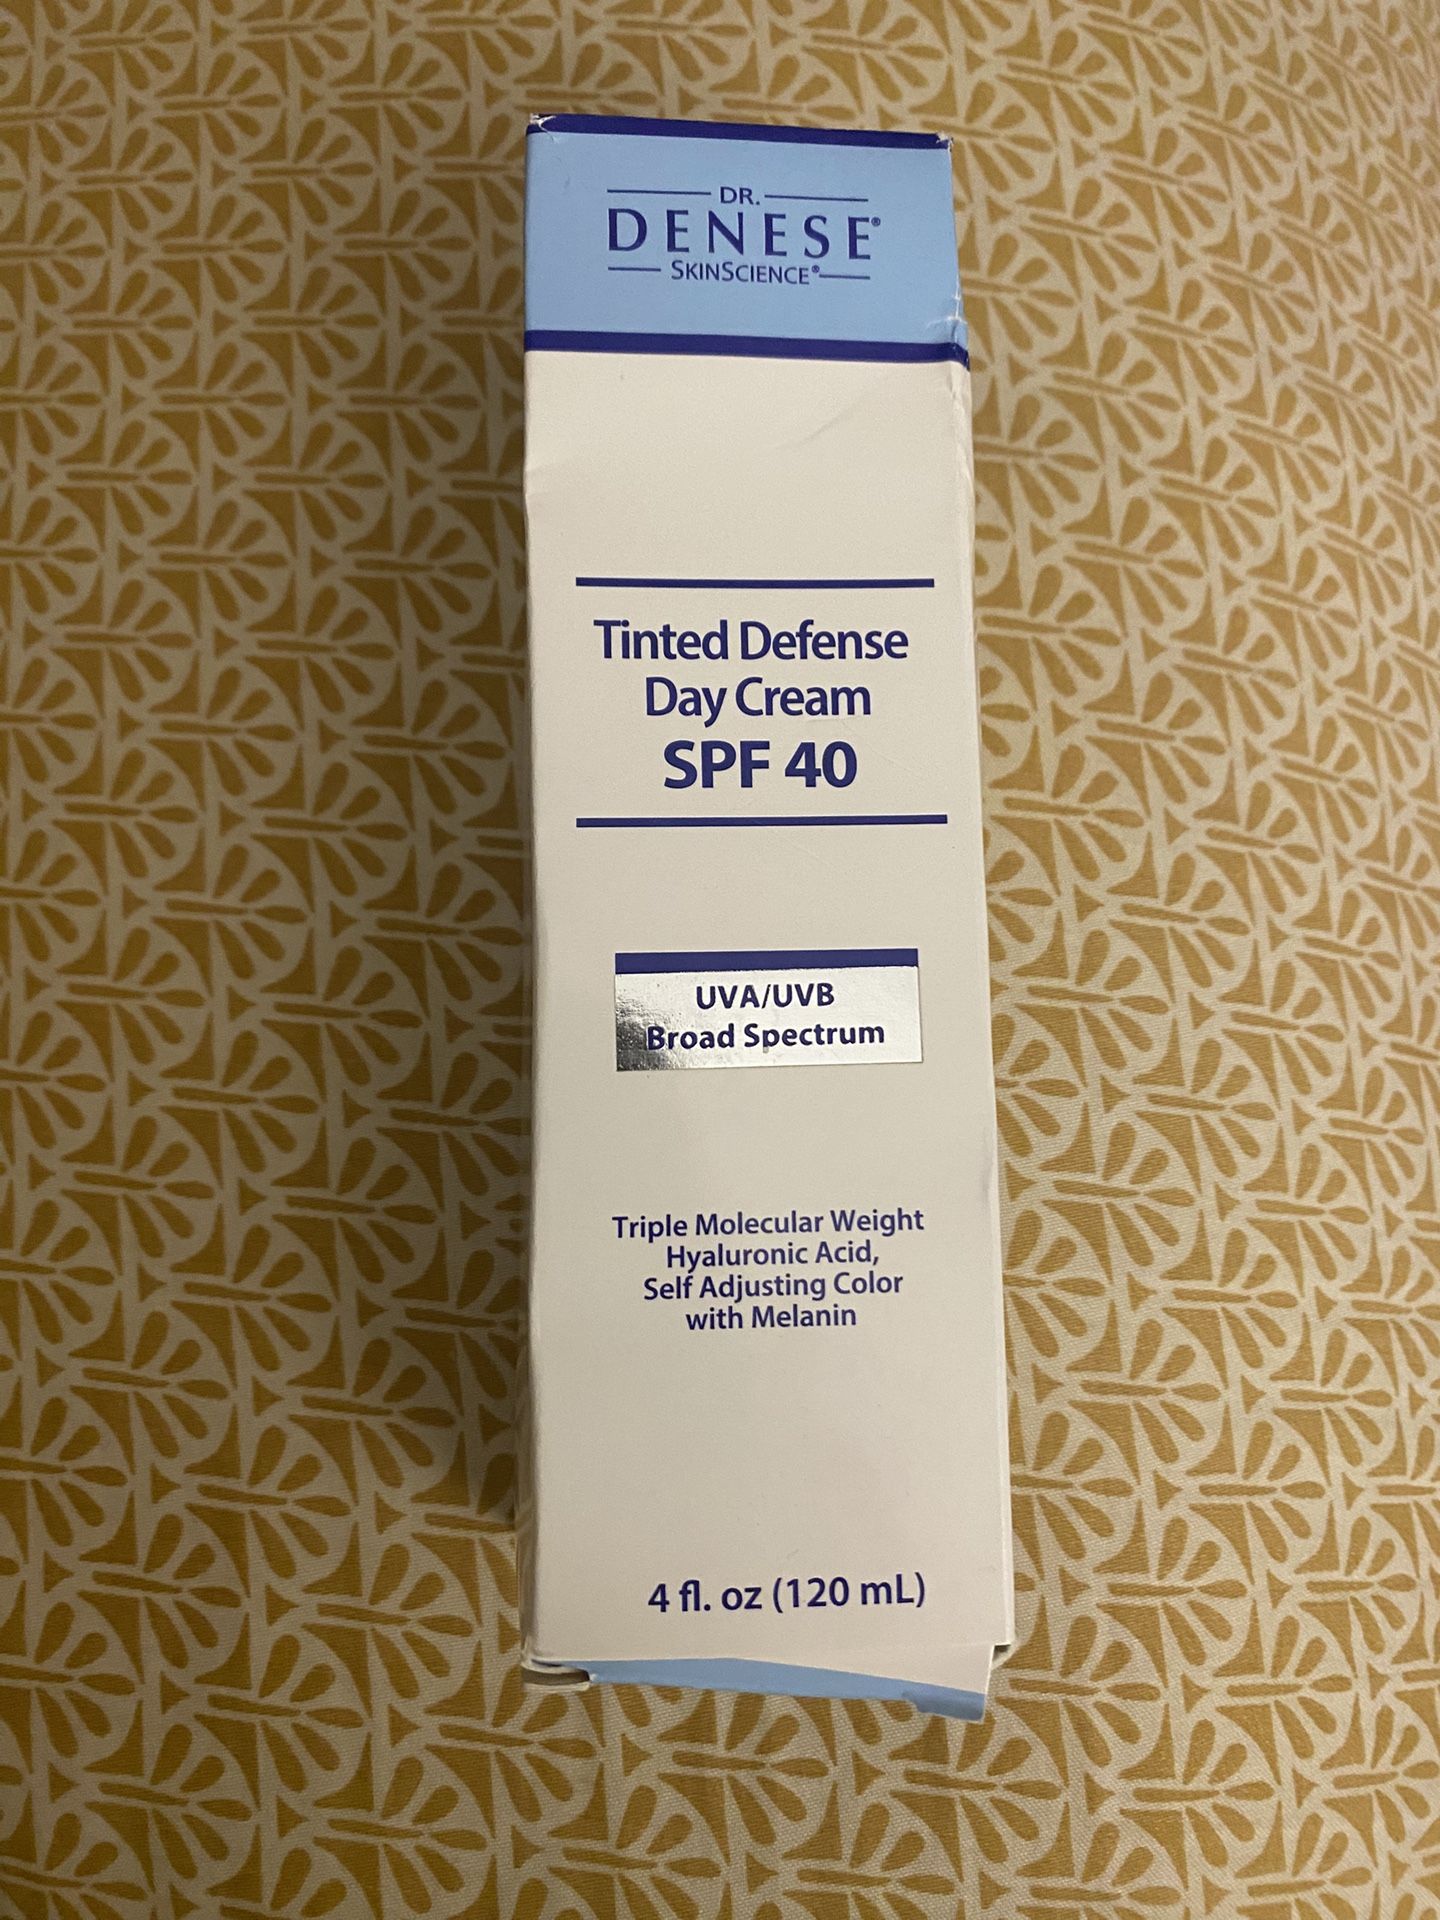 DR.
DENESE®
SKINSCIENCE®
Tinted Defense
Day Cream
SPF 40
UVA/UVB
Broad Spectrum
Triple Molecular Weight
Hyaluronic Acid,
Self Adjusting Color
with Melanin
4 fl. oz (120 mL)